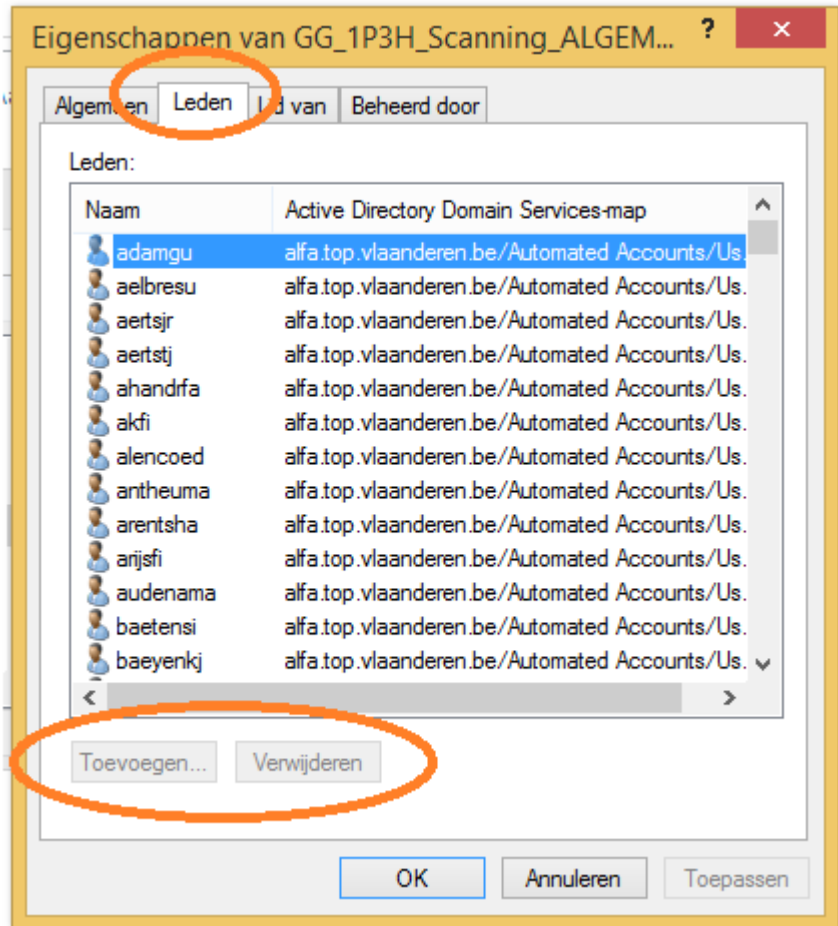 Eigenschappen van GG_1P3H_Scanning_ALGEM... ? ×
Algemeen Leden Lid van Beheerd door
Leden:
Naam Active Directory Domain Services-map
adamgu alfa.top.vlaanderen.be/Automated Accounts/Us.
aelbresu alfa.top.vlaanderen.be/Automated Accounts/Us.
aertsjr alfa.top.vlaanderen.be/Automated Accounts/Us.
aertstj alfa.top.vlaanderen.be/Automated Accounts/Us.
ahandrfa alfa.top.vlaanderen.be/Automated Accounts/Us.
akfi alfa.top.vlaanderen.be/Automated Accounts/Us.
alencoed alfa.top.vlaanderen.be/Automated Accounts/Us.
antheuma alfa.top.vlaanderen.be/Automated Accounts/Us.
arentsha alfa.top.vlaanderen.be/Automated Accounts/Us.
arijsfi alfa.top.vlaanderen.be/Automated Accounts/Us.
audenama alfa.top.vlaanderen.be/Automated Accounts/Us.
baetensi alfa.top.vlaanderen.be/Automated Accounts/Us.
baeyenkj alfa.top.vlaanderen.be/Automated Accounts/Us.
Toevoegen... Verwijderen
OK Annuleren Toepassen